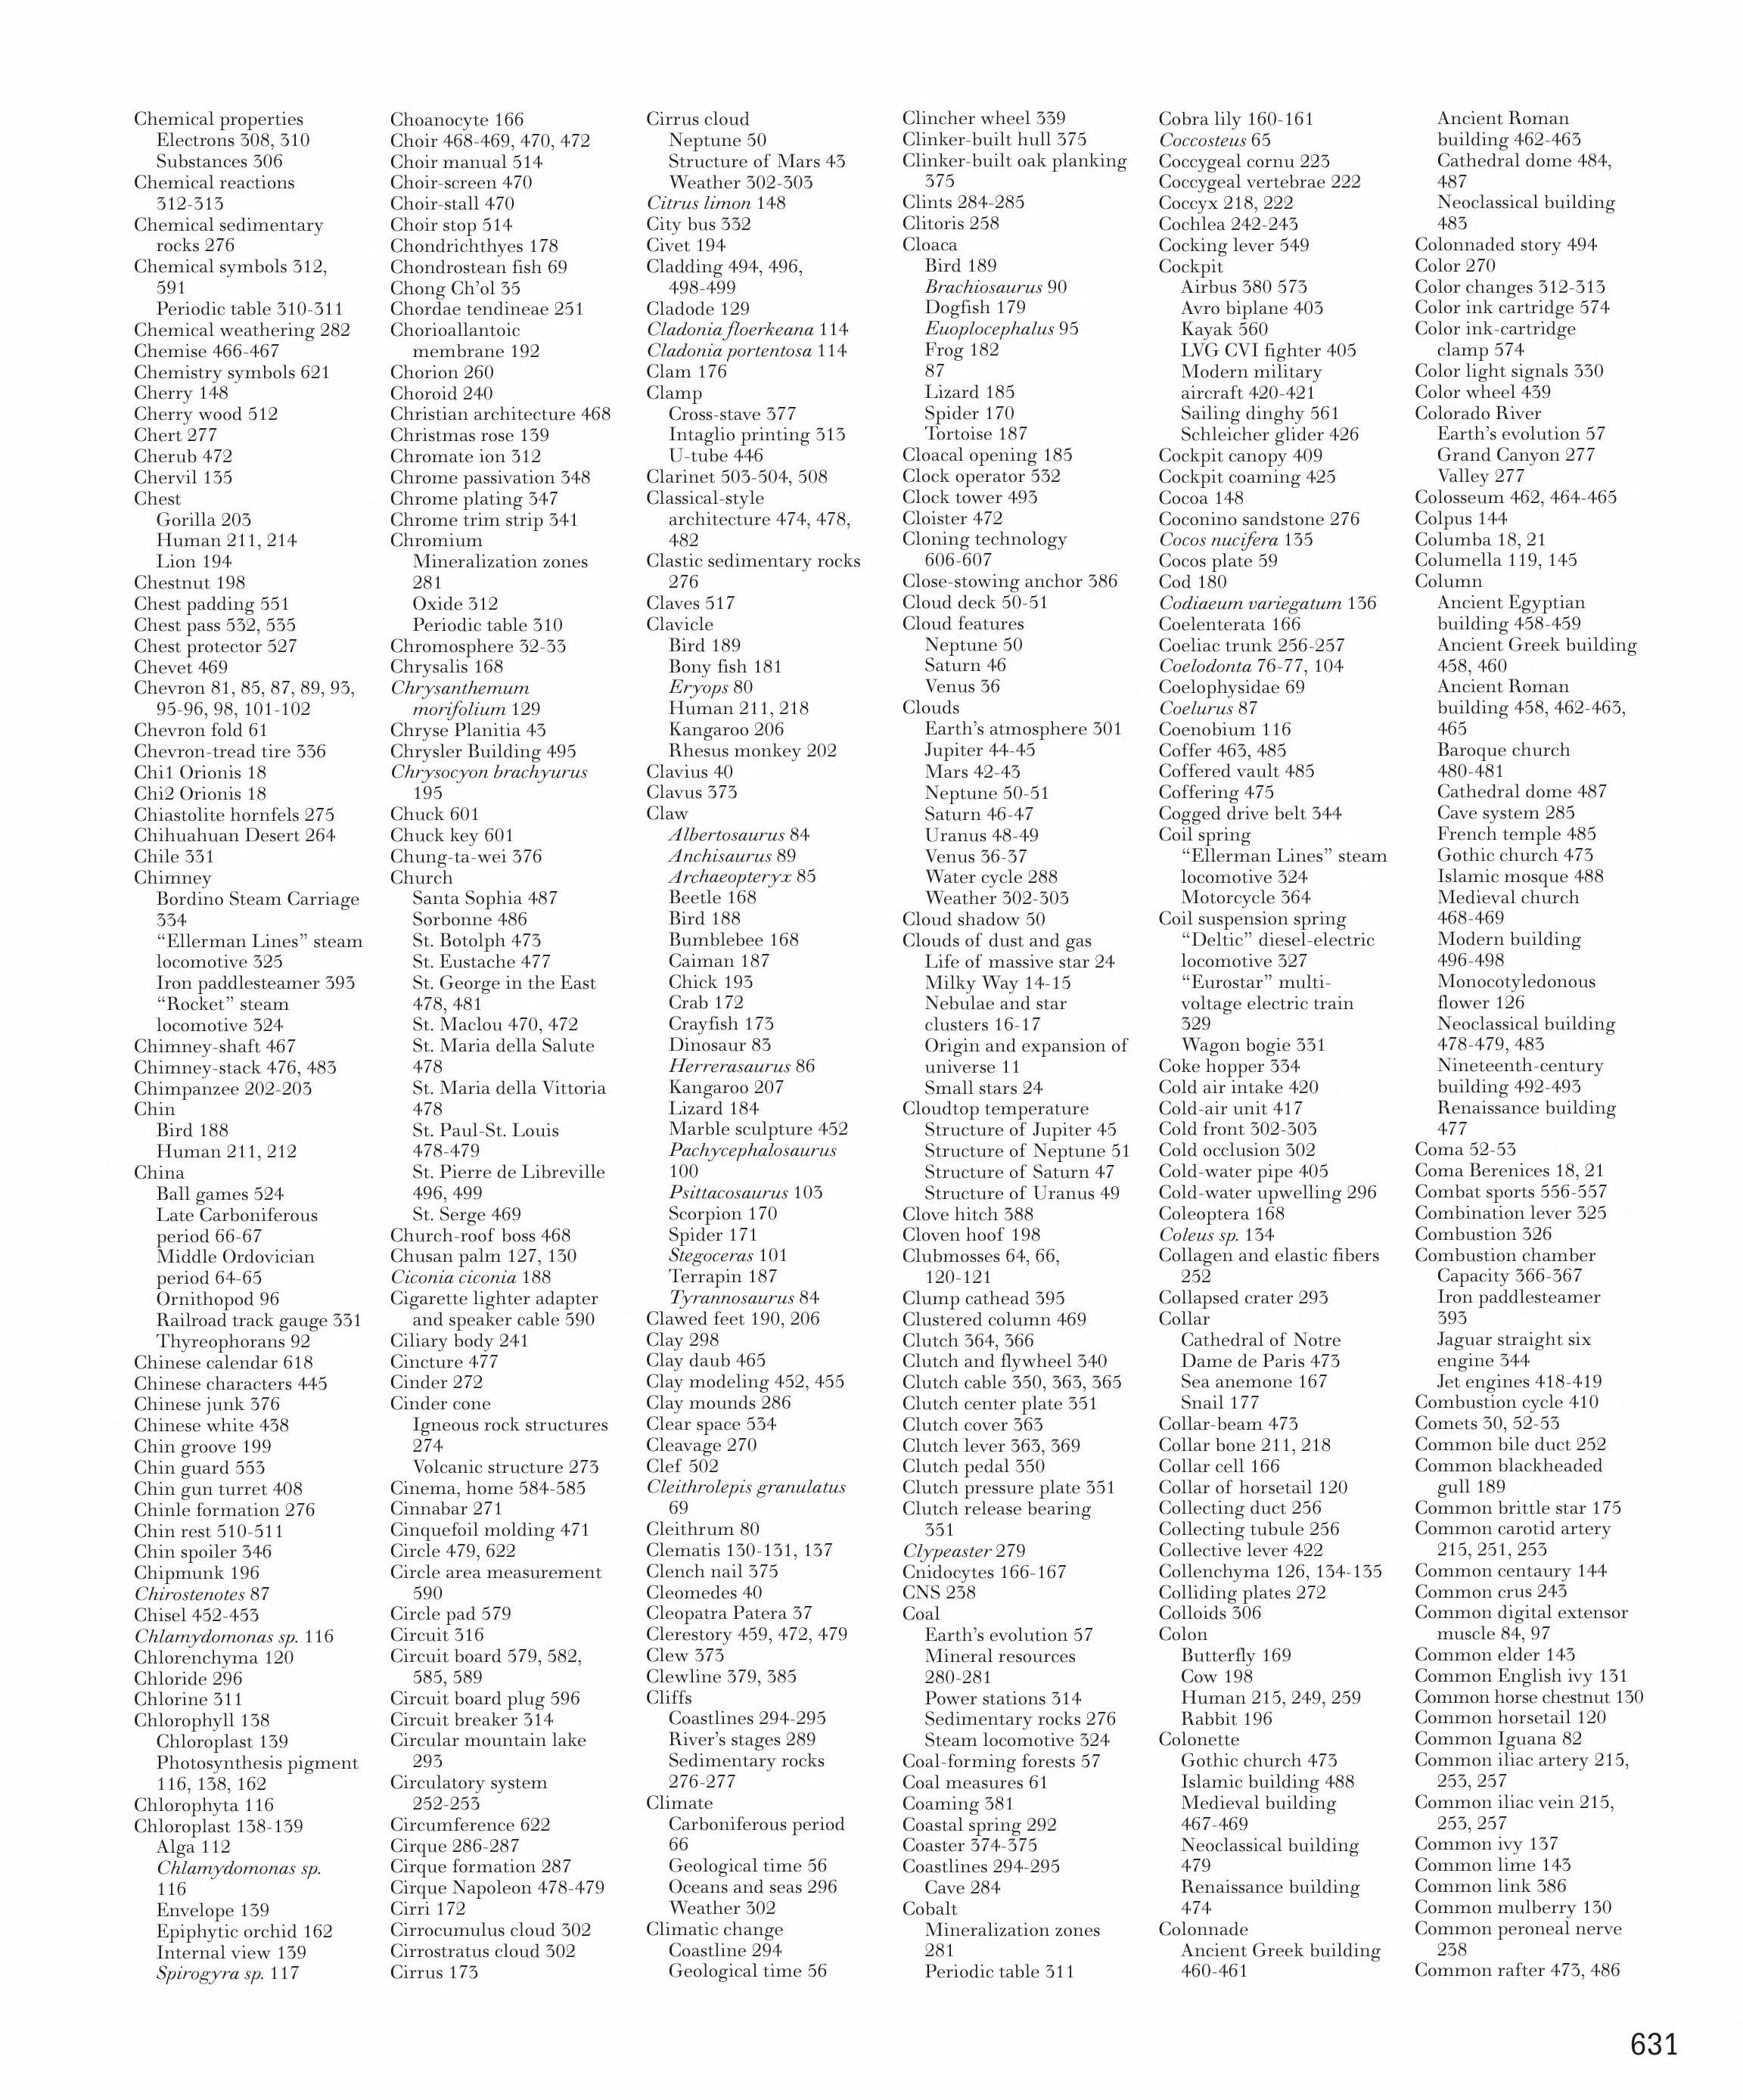 Chemical properties
Electrons 308, 310
Substances 306
Chemical reactions
312-313
Chemical sedimentary
rocks 276
Chemical symbols 312,
591
Periodic table 310-311
Chemical weathering 282
Chemise 466-467
Chemistry symbols 621
Cherry 148
Cherry wood 512
Chert 277
Cherub 472
Chervil 135
Chest
Gorilla 203
Human 211, 214
Lion 194
Chestnut 198
Chest padding 551
Chest pass 532, 535
Chest protector 527
Chevet 469
Chevron 81, 85, 87, 89, 93,
95-96, 98, 101-102
Chevron fold 61
Chevron-tread tire 336
Chi1 Orionis 18
Chi2 Orionis 18
Chiastolite hornfels 275
Chihuahuan Desert 264
Chile 331
Chimney
Bordino Steam Carriage
334
“Ellerman Lines” steam
locomotive 325
Iron paddlesteamer 393
“Rocket” steam
locomotive 324
Chimney-shaft 467
Chimney-stack 476, 483
Chimpanzee 202-203
Chin
Bird 188
Human 211, 212
China
Ball games 524
Late Carboniferous
period 66-67
Middle Ordovician
period 64-65
Ornithopod 96
Railroad track gauge 331
Thyreophorans 92
Chinese calendar 618
Chinese characters 445
Chinese junk 376
Chinese white 438
Chin groove 199
Chin guard 553
Chin gun turret 408
Chinle formation 276
Chin rest 510-511
Chin spoiler 346
Chipmunk 196
Chirostenotes 87
Chisel 452-453
Chlamydomonas sp. 116
Chlorenchyma 120
Chloride 296
Chlorine 311
Chlorophyll 138
Chloroplast 139
Photosynthesis pigment
116, 138, 162
Chlorophyta 116
Chloroplast 138-139
Alga 112
Chlamydomonas sp.
116
Envelope 139
Epiphytic orchid 162
Internal view 139
Spirogyra sp. 117
Choanocyte 166
Choir 468-469, 470, 472
Choir manual 514
Choir-screen 470
Choir-stall 470
Choir stop 514
Chondrichthyes 178
Chondrostean fish 69
Chong Ch’ol 35
Chordae tendineae 251
Chorioallantoic
membrane 192
Chorion 260
Choroid 240
Christian architecture 468
Christmas rose 139
Chromate ion 312
Chrome passivation 348
Chrome plating 347
Chrome trim strip 341
Chromium
Mineralization zones
281
Oxide 312
Periodic table 310
Chromosphere 32-33
Chrysalis 168
Chrysanthemum
morifolium 129
Chryse Planitia 43
Chrysler Building 495
Chrysocyon brachyurus
195
Chuck 601
Chuck key 601
Chung-ta-wei 376
Church
Santa Sophia 487
Sorbonne 486
St. Botolph 473
St. Eustache 477
St. George in the East
478, 481
St. Maclou 470, 472
St. Maria della Salute
478
St. Maria della Vittoria
478
St. Paul-St. Louis
478-479
St. Pierre de Libreville
496, 499
St. Serge 469
Church-roof boss 468
Chusan palm 127, 130
Ciconia ciconia 188
Cigarette lighter adapter
and speaker cable 590
Ciliary body 241
Cincture 477
Cinder 272
Cinder cone
Igneous rock structures
274
Volcanic structure 273
Cinema, home 584-585
Cinnabar 271
Cinquefoil molding 471
Circle 479, 622
Circle area measurement
590
Circle pad 579
Circuit 316
Circuit board 579, 582,
585, 589
Circuit board plug 596
Circuit breaker 314
Circular mountain lake
293
Circulatory system
252-253
Circumference 622
Cirque 286-287
Cirque formation 287
Cirque Napoleon 478-479
Cirri 172
Cirrocumulus cloud 302
Cirrostratus cloud 302
Cirrus 173
Cirrus cloud
Neptune 50
Structure of Mars 43
Weather 302-303
Citrus limon 148
City bus 332
Civet 194
Cladding 494, 496,
498-499
Cladode 129
Cladonia floerkeana 114
Cladonia portentosa 114
Clam 176
Clamp
Cross-stave 377
Intaglio printing 313
U-tube 446
Clarinet 503-504, 508
Classical-style
architecture 474, 478,
482
Clastic sedimentary rocks
276
Claves 517
Clavicle
Bird 189
Bony fish 181
Eryops 80
Human 211, 218
Kangaroo 206
Rhesus monkey 202
Clavius 40
Clavus 373
Claw
Albertosaurus 84
Anchisaurus 89
Archaeopteryx 85
Beetle 168
Bird 188
Bumblebee 168
Caiman 187
Chick 193
Crab 172
Crayfish 173
Dinosaur 83
Herrerasaurus 86
Kangaroo 207
Lizard 184
Marble sculpture 452
Pachycephalosaurus
100
Psittacosaurus 103
Scorpion 170
Spider 171
Stegoceras 101
Terrapin 187
Tyrannosaurus 84
Clawed feet 190, 206
Clay 298
Clay daub 465
Clay modeling 452, 455
Clay mounds 286
Clear space 534
Cleavage 270
Clef 502
Cleithrolepis granulatus
69
Cleithrum 80
Clematis 130-131, 137
Clench nail 375
Cleomedes 40
Cleopatra Patera 37
Clerestory 459, 472, 479
Clew 373
Clewline 379, 385
Cliffs
Coastlines 294-295
River’s stages 289
Sedimentary rocks
276-277
Climate
Carboniferous period
66
Geological time 56
Oceans and seas 296
Weather 302
Climatic change
Coastline 294
Geological time 56
Clincher wheel 339
Clinker-built hull 375
Clinker-built oak planking
375
Clints 284-285
Clitoris 258
Cloaca
Bird 189
Brachiosaurus 90
Dogfish 179
Euoplocephalus 95
Frog 182
87
Lizard 185
Spider 170
Tortoise 187
Cloacal opening 185
Clock operator 532
Clock tower 493
Cloister 472
Cloning technology
606-607
Close-stowing anchor 386
Cloud deck 50-51
Cloud features
Neptune 50
Saturn 46
Venus 36
Clouds
Earth’s atmosphere 301
Jupiter 44-45
Mars 42-43
Neptune 50-51
Saturn 46-47
Uranus 48-49
Venus 36-37
Water cycle 288
Weather 302-303
Cloud shadow 50
Clouds of dust and gas
Life of massive star 24
Milky Way 14-15
Nebulae and star
clusters 16-17
Origin and expansion of
universe 11
Small stars 24
Cloudtop temperature
Structure of Jupiter 45
Structure of Neptune 51
Structure of Saturn 47
Structure of Uranus 49
Clove hitch 388
Cloven hoof 198
Clubmosses 64, 66,
120-121
Clump cathead 395
Clustered column 469
Clutch 364, 366
Clutch and flywheel 340
Clutch cable 350, 363, 365
Clutch center plate 351
Clutch cover 363
Clutch lever 363, 369
Clutch pedal 350
Clutch pressure plate 351
Clutch release bearing
351
Clypeaster 279
Cnidocytes 166-167
CNS 238
Coal
Earth’s evolution 57
Mineral resources
280-281
Power stations 314
Sedimentary rocks 276
Steam locomotive 324
Coal-forming forests 57
Coal measures 61
Coaming 381
Coastal spring 292
Coaster 374-375
Coastlines 294-295
Cave 284
Cobalt
Mineralization zones
281
Periodic table 311
Cobra lily 160-161
Coccosteus 65
Coccygeal cornu 223
Coccygeal vertebrae 222
Coccyx 218, 222
Cochlea 242-243
Cocking lever 549
Cockpit
Airbus 380 573
Avro biplane 403
Kayak 560
LVG CVI fighter 405
Modern military
aircraft 420-421
Sailing dinghy 561
Schleicher glider 426
Cockpit canopy 409
Cockpit coaming 425
Cocoa 148
Coconino sandstone 276
Cocos nucifera 135
Cocos plate 59
Cod 180
Codiaeum variegatum 136
Coelenterata 166
Coeliac trunk 256-257
Coelodonta 76-77, 104
Coelophysidae 69
Coelurus 87
Coenobium 116
Coffer 463, 485
Coffered vault 485
Coffering 475
Cogged drive belt 344
Coil spring
“Ellerman Lines” steam
locomotive 324
Motorcycle 364
Coil suspension spring
“Deltic” diesel-electric
locomotive 327
“Eurostar” multi-
voltage electric train
329
Wagon bogie 331
Coke hopper 334
Cold air intake 420
Cold-air unit 417
Cold front 302-303
Cold occlusion 302
Cold-water pipe 405
Cold-water upwelling 296
Coleoptera 168
Coleus sp. 134
Collagen and elastic fibers
252
Collapsed crater 293
Collar
Cathedral of Notre
Dame de Paris 473
Sea anemone 167
Snail 177
Collar-beam 473
Collar bone 211, 218
Collar cell 166
Collar of horsetail 120
Collecting duct 256
Collecting tubule 256
Collective lever 422
Collenchyma 126, 134-135
Colliding plates 272
Colloids 306
Colon
Butterfly 169
Cow 198
Human 215, 249, 259
Rabbit 196
Colonette
Gothic church 473
Islamic building 488
Medieval building
467-469
Neoclassical building
479
Renaissance building
474
Colonnade
Ancient Greek building
460-461
Ancient Roman
building 462-463
Cathedral dome 484,
487
Neoclassical building
483
Colonnaded story 494
Color 270
Color changes 312-313
Color ink cartridge 574
Color ink-cartridge
clamp 574
Color light signals 330
Color wheel 439
Colorado River
Earth’s evolution 57
Grand Canyon 277
Valley 277
Colosseum 462, 464-465
Colpus 144
Columba 18, 21
Columella 119, 145
Column
Ancient Egyptian
building 458-459
Ancient Greek building
458, 460
Ancient Roman
building 458, 462-463,
465
Baroque church
480-481
Cathedral dome 487
Cave system 285
French temple 485
Gothic church 473
Islamic mosque 488
Medieval church
468-469
Modern building
496-498
Monocotyledonous
flower 126
Neoclassical building
478-479, 483
Nineteenth-century
building 492-493
Renaissance building
477
Coma 52-53
Coma Berenices 18, 21
Combat sports 556-557
Combination lever 325
Combustion 326
Combustion chamber
Capacity 366-367
Iron paddlesteamer
393
Jaguar straight six
engine 344
Jet engines 418-419
Combustion cycle 410
Comets 30, 52-53
Common bile duct 252
Common blackheaded
gull 189
Common brittle star 175
Common carotid artery
215, 251, 253
Common centaury 144
Common crus 243
Common digital extensor
muscle 84, 97
Common elder 143
Common English ivy 131
Common horse chestnut 130
Common horsetail 120
Common Iguana 82
Common iliac artery 215,
253, 257
Common iliac vein 215,
253, 257
Common ivy 137
Common lime 143
Common link 386
Common mulberry 130
Common peroneal nerve
238
Common rafter 473, 486
631